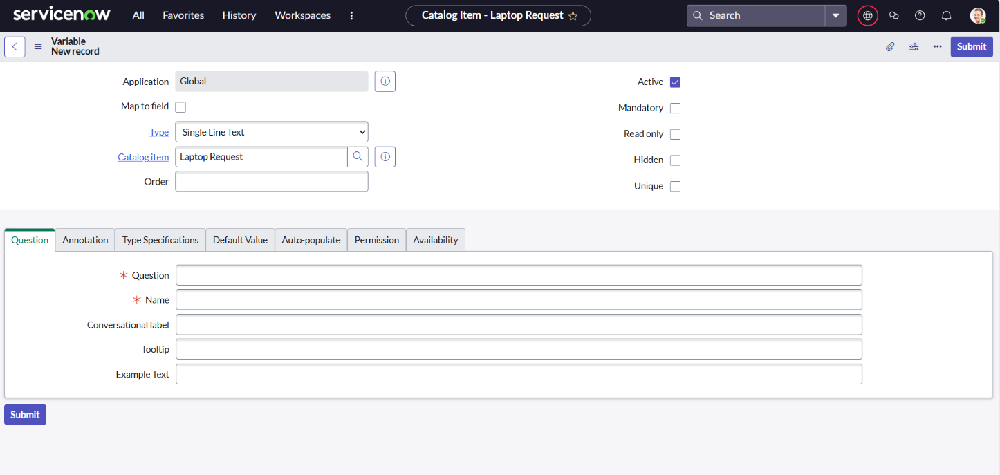 servicenow All Favorites History Workspaces Catalog Item - Laptop Request Search
Variable
New record
Submit
Application Global
Active
Map to field
Mandatory
Type Single Line Text
Read only
Catalog item Laptop Request
Hidden
Order
Unique
Question Annotation Type Specifications Default Value Auto-populate Permission Availability
Question
Name
Conversational label
Tooltip
Example Text
Submit